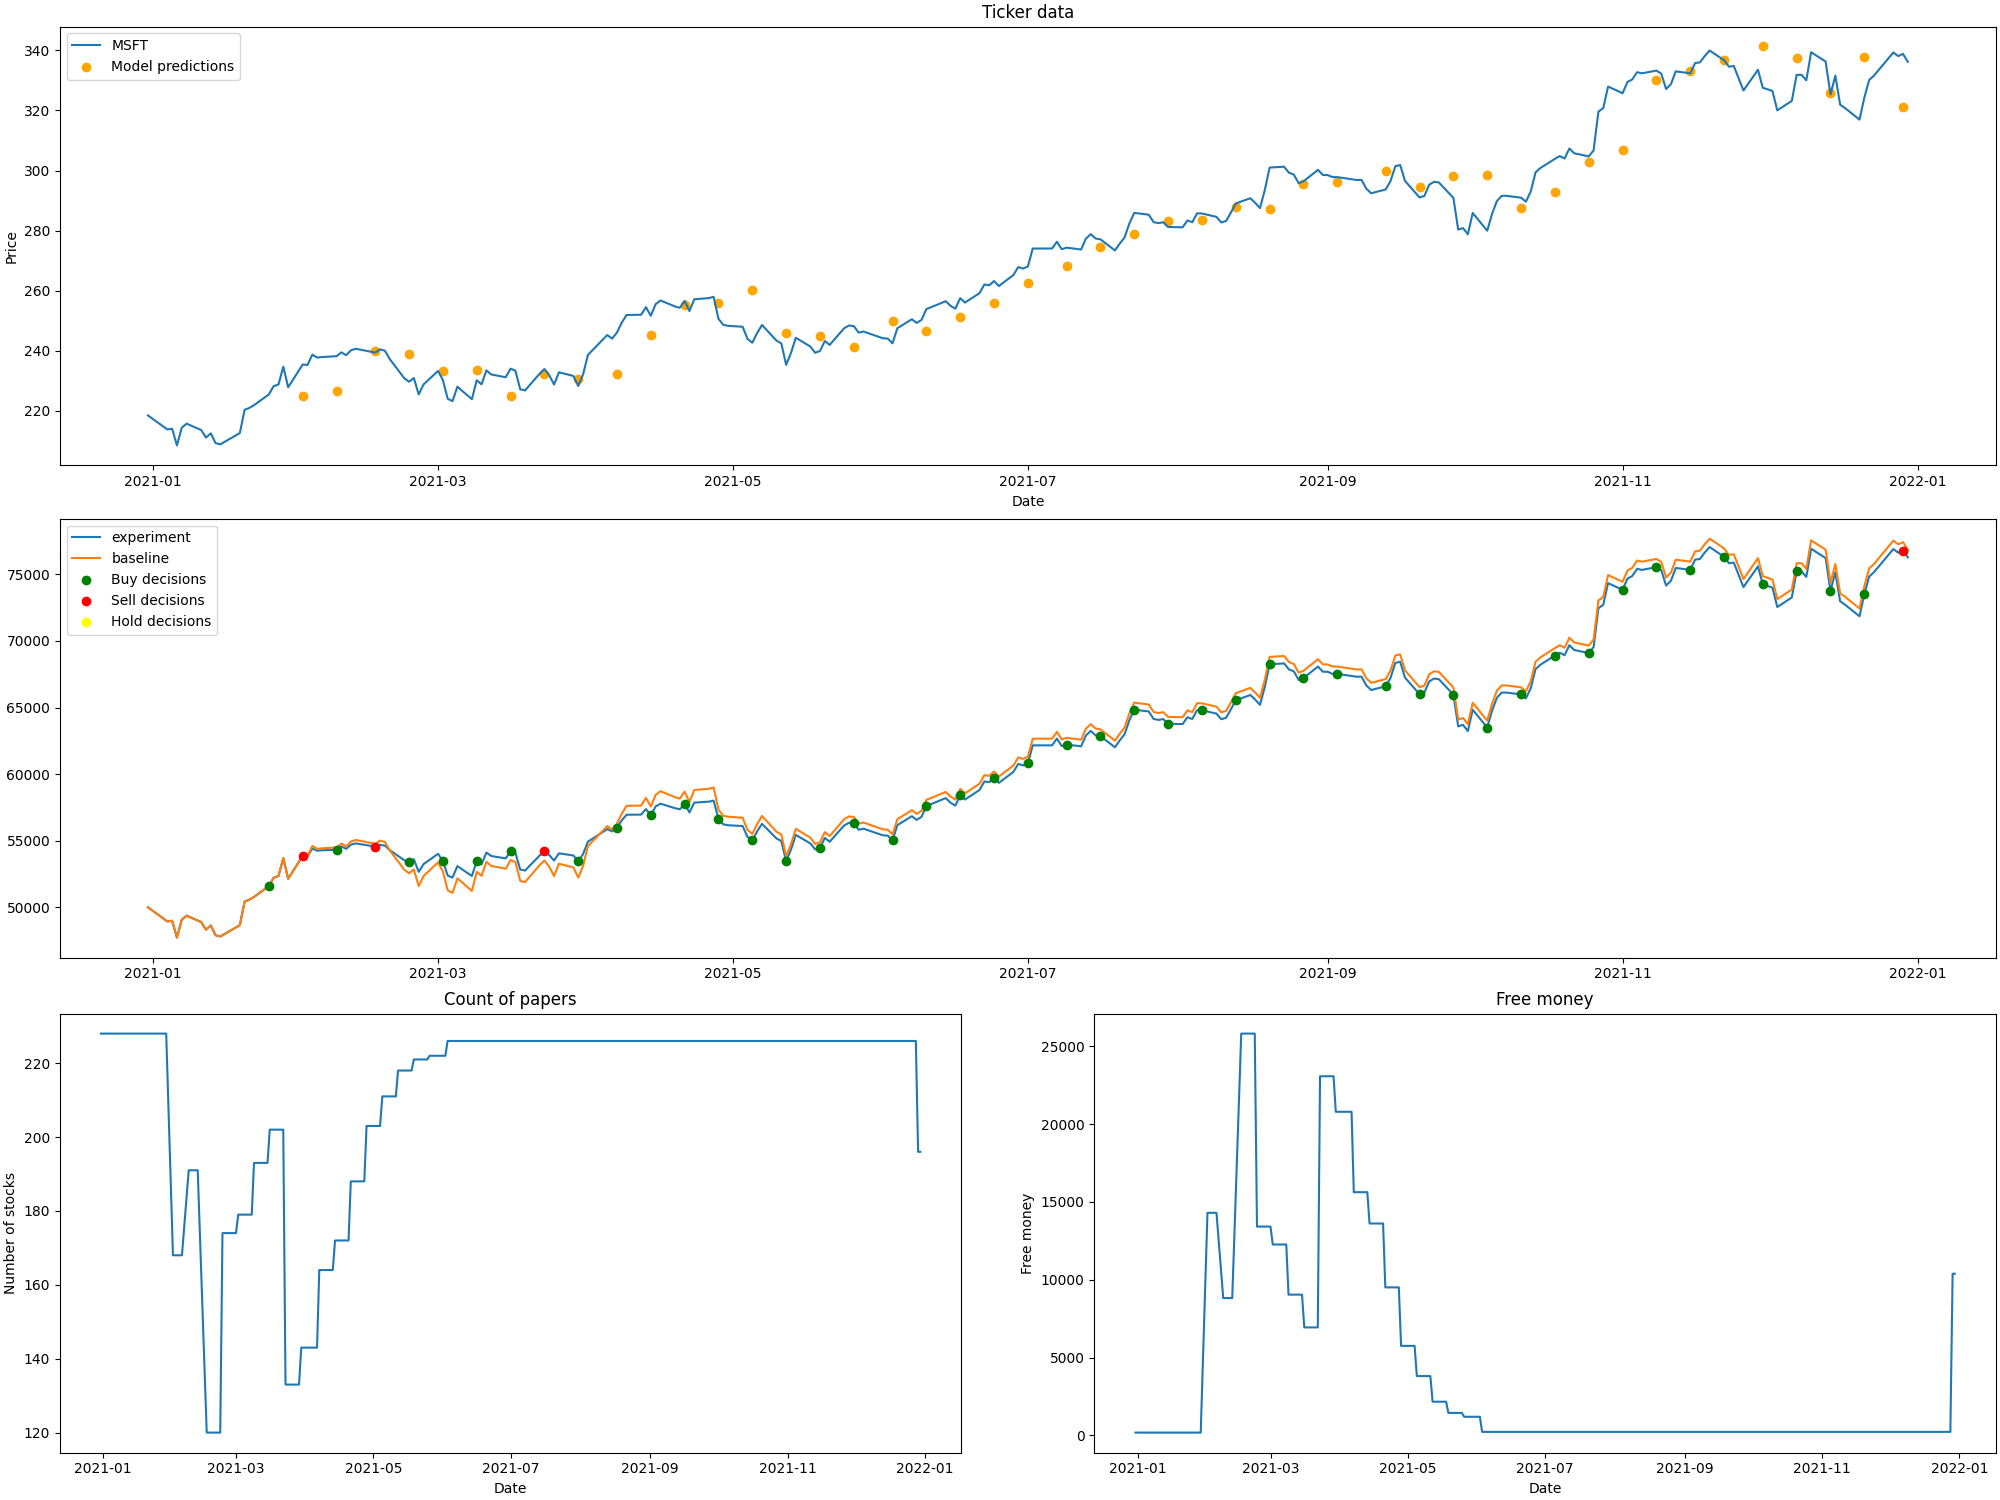 Ticker data
MSFT
Model predictions
340
320
300
280
260
240
220
Price
2021-01 2021-03 2021-05 2021-07 2021-09 2021-11 2022-01
Date
experiment
baseline
Buy decisions
Sell decisions
Hold decisions
75000
70000
65000
60000
55000
50000
2021-01 2021-03 2021-05 2021-07 2021-09 2021-11 2022-01
Count of papers
220
200
180
160
140
120
Number of stocks
2021-01 2021-03 2021-05 2021-07 2021-09 2021-11 2022-01
Date
Free money
25000
20000
15000
10000
5000
0
Free money
2021-01 2021-03 2021-05 2021-07 2021-09 2021-11 2022-01
Date